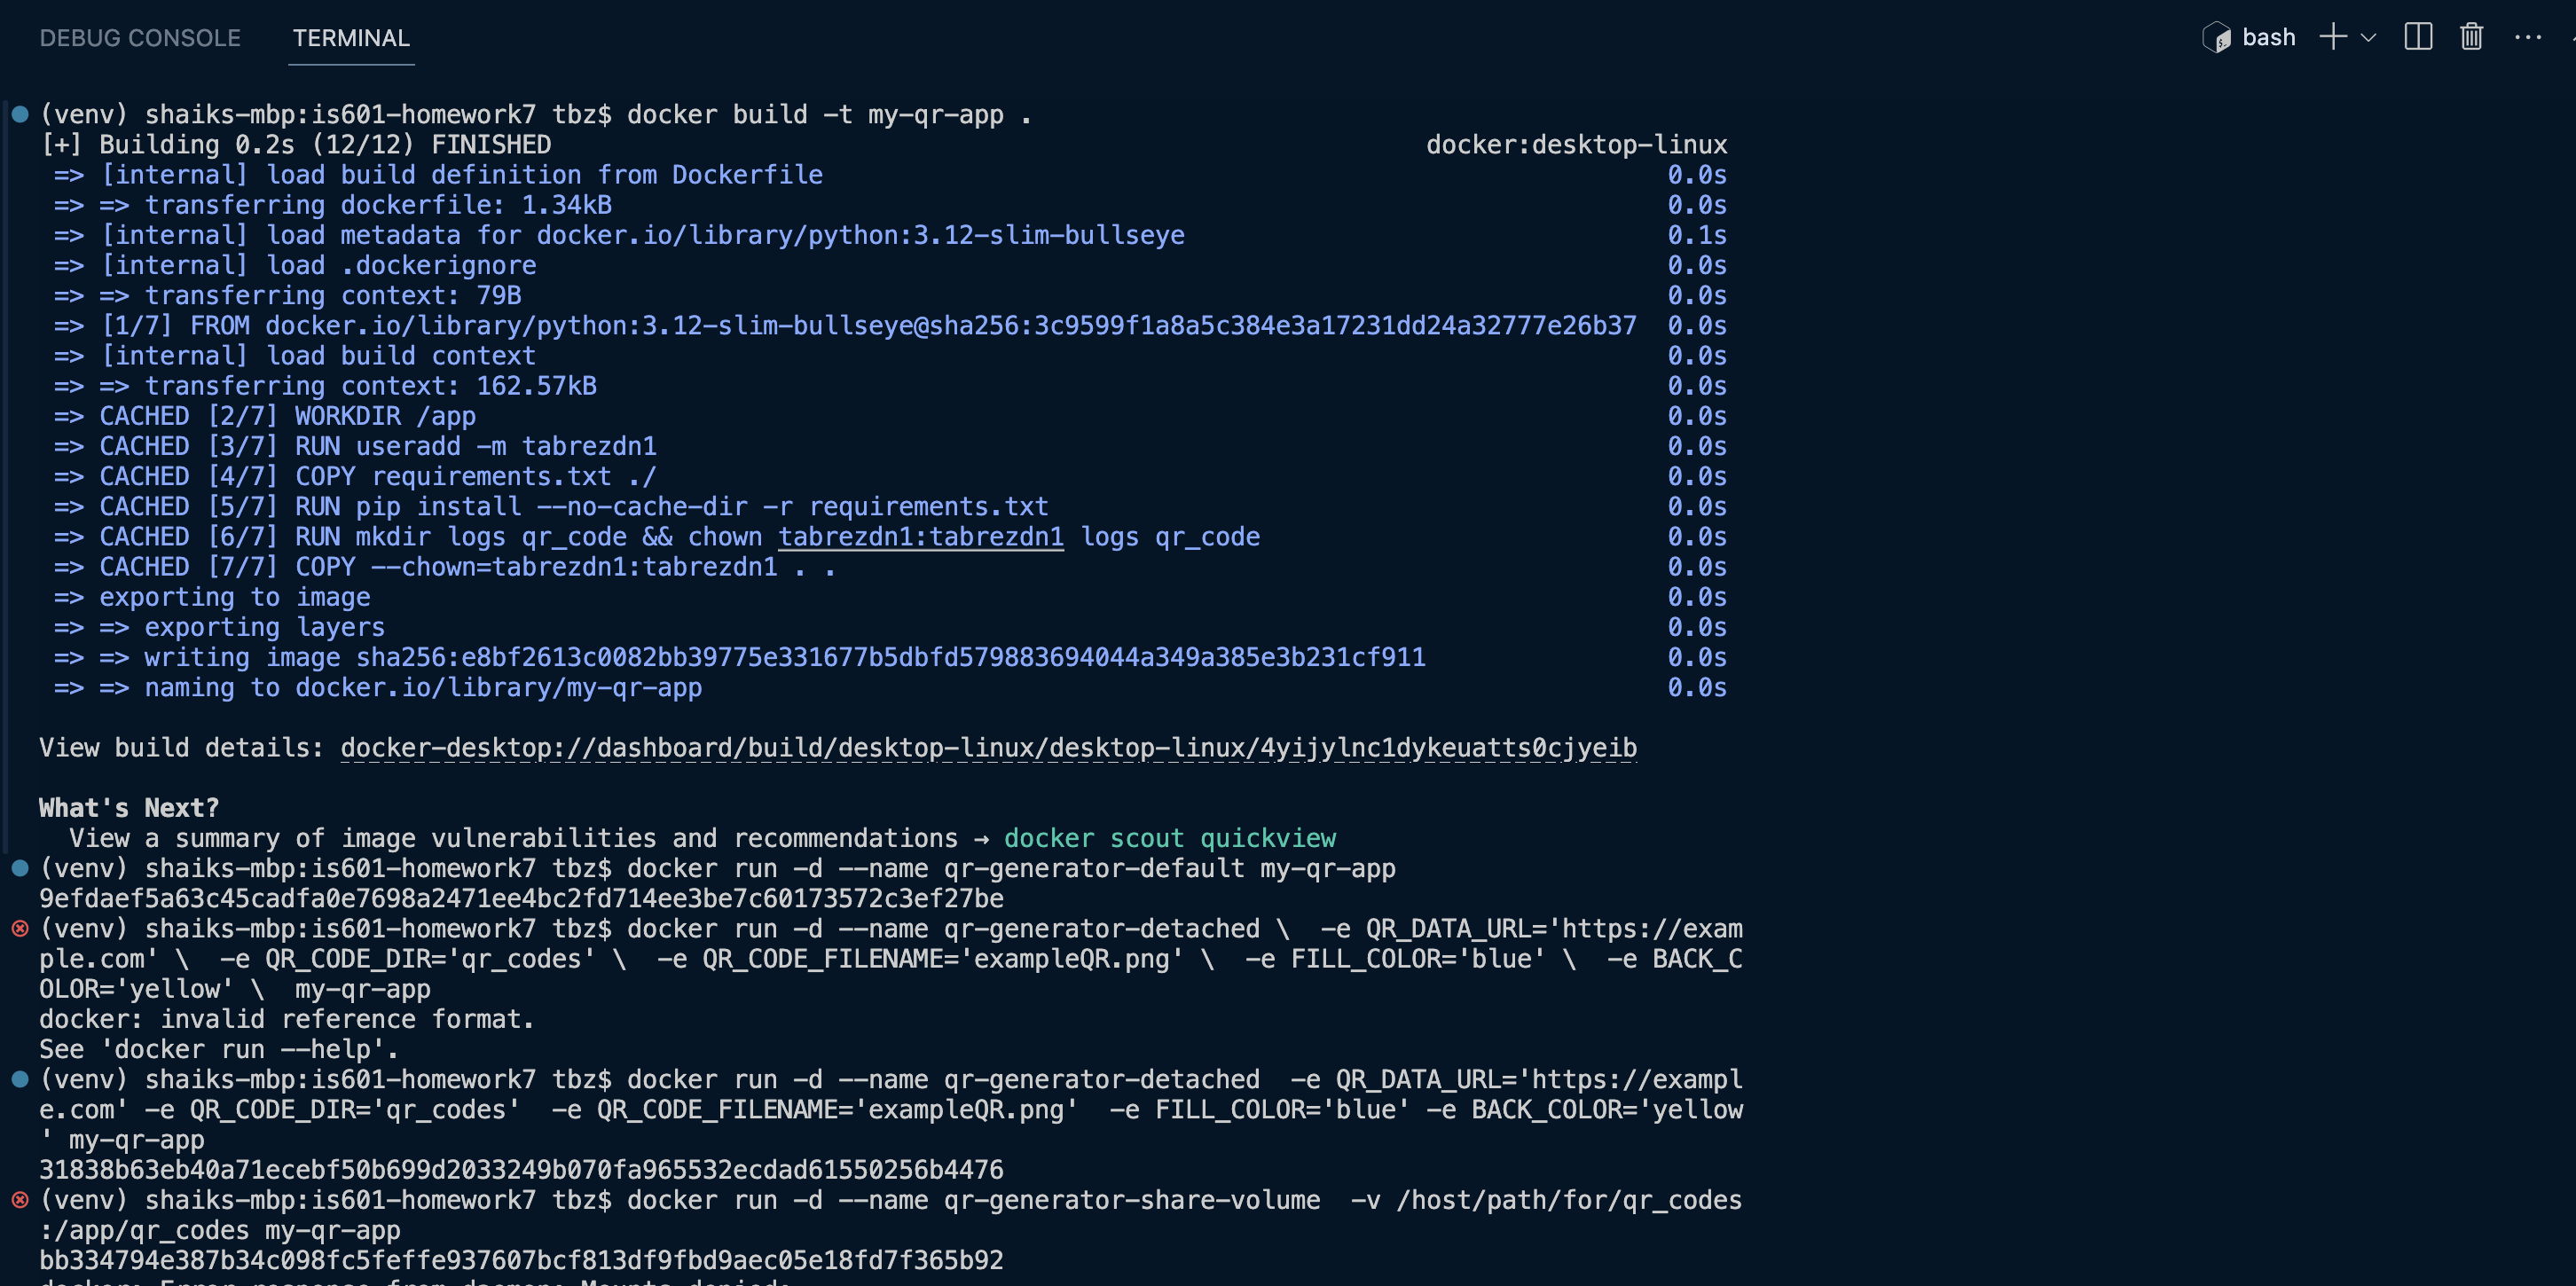 DEBUG CONSOLE TERMINAL bash
(venv) shaiks-mbp:is601-homework7 tbz$ docker build -t my-qr-app .
[+] Building 0.2s (12/12) FINISHED docker:desktop-linux
=> [internal] load build definition from Dockerfile 0.0s
=> => transferring dockerfile: 1.34kB 0.0s
=> [internal] load metadata for docker.io/library/python:3.12-slim-bullseye 0.1s
=> [internal] load .dockerignore 0.0s
=> => transferring context: 79B 0.0s
=> [1/7] FROM docker.io/library/python:3.12-slim-bullseye@sha256:3c9599f1a8a5c384e3a17231dd24a32777e26b37 0.0s
=> [internal] load build context 0.0s
=> => transferring context: 162.57kB 0.0s
=> CACHED [2/7] WORKDIR /app 0.0s
=> CACHED [3/7] RUN useradd -m tabrezdn1 0.0s
=> CACHED [4/7] COPY requirements.txt ./ 0.0s
=> CACHED [5/7] RUN pip install --no-cache-dir -r requirements.txt 0.0s
=> CACHED [6/7] RUN mkdir logs qr_code && chown tabrezdn1:tabrezdn1 logs qr_code 0.0s
=> CACHED [7/7] COPY --chown=tabrezdn1:tabrezdn1 . . 0.0s
=> exporting to image 0.0s
=> => exporting layers 0.0s
=> => writing image sha256:e8bf2613c0082bb39775e331677b5dbfd579883694044a349a385e3b231cf911 0.0s
=> => naming to docker.io/library/my-qr-app 0.0s
View build details: docker-desktop://dashboard/build/desktop-linux/desktop-linux/4yijylnc1dykeuatts0cjyeib
What's Next?
View a summary of image vulnerabilities and recommendations → docker scout quickview
(venv) shaiks-mbp:is601-homework7 tbz$ docker run -d --name qr-generator-default my-qr-app
9efdaef5a63c45cadfa0e7698a2471ee4bc2fd714ee3be7c60173572c3ef27be
(venv) shaiks-mbp:is601-homework7 tbz$ docker run -d --name qr-generator-detached \  -e QR_DATA_URL='https://exam
ple.com' \  -e QR_CODE_DIR='qr_codes' \  -e QR_CODE_FILENAME='exampleQR.png' \  -e FILL_COLOR='blue' \  -e BACK_C
OLOR='yellow' \  my-qr-app
docker: invalid reference format.
See 'docker run --help'.
(venv) shaiks-mbp:is601-homework7 tbz$ docker run -d --name qr-generator-detached  -e QR_DATA_URL='https://exampl
e.com' -e QR_CODE_DIR='qr_codes'  -e QR_CODE_FILENAME='exampleQR.png'  -e FILL_COLOR='blue' -e BACK_COLOR='yellow
' my-qr-app
31838b63eb40a71ecebf50b699d2033249b070fa965532ecdad61550256b4476
(venv) shaiks-mbp:is601-homework7 tbz$ docker run -d --name qr-generator-share-volume  -v /host/path/for/qr_codes
:/app/qr_codes my-qr-app
bb334794e387b34c098fc5feffe937607bcf813df9fbd9aec05e18fd7f365b92
docker: Error response from daemon: Mounts denied: